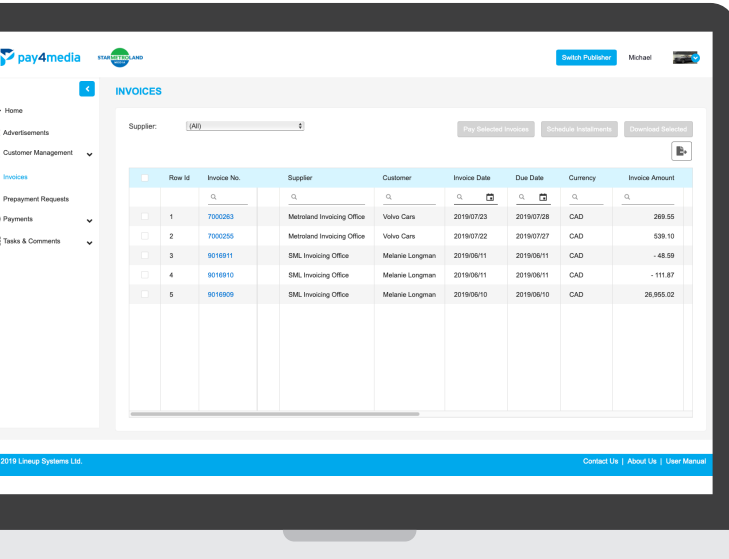 pay4media
STAR METROLAND
MEDIA
Switch Publisher
Michael
INVOICES
Home
Advertisements
Customer Management
Invoices
Prepayment Requests
Payments
Tasks & Comments
Supplier: (All)
Pay Selected Invoices
Schedule Installments
Download Selected
Row Id Invoice No. Supplier Customer Invoice Date Due Date Currency Invoice Amount
1 7000263 Metroland Invoicing Office Volvo Cars 2019/07/23 2019/07/28 CAD 269.55
2 7000255 Metroland Invoicing Office Volvo Cars 2019/07/22 2019/07/27 CAD 539.10
3 9016911 SML Invoicing Office Melanie Longman 2019/06/11 2019/06/11 CAD - 48.59
4 9016910 SML Invoicing Office Melanie Longman 2019/06/11 2019/06/11 CAD - 111.87
5 9016909 SML Invoicing Office Melanie Longman 2019/06/10 2019/06/10 CAD 26,955.02
2019 Lineup Systems Ltd.
Contact Us | About Us | User Manual